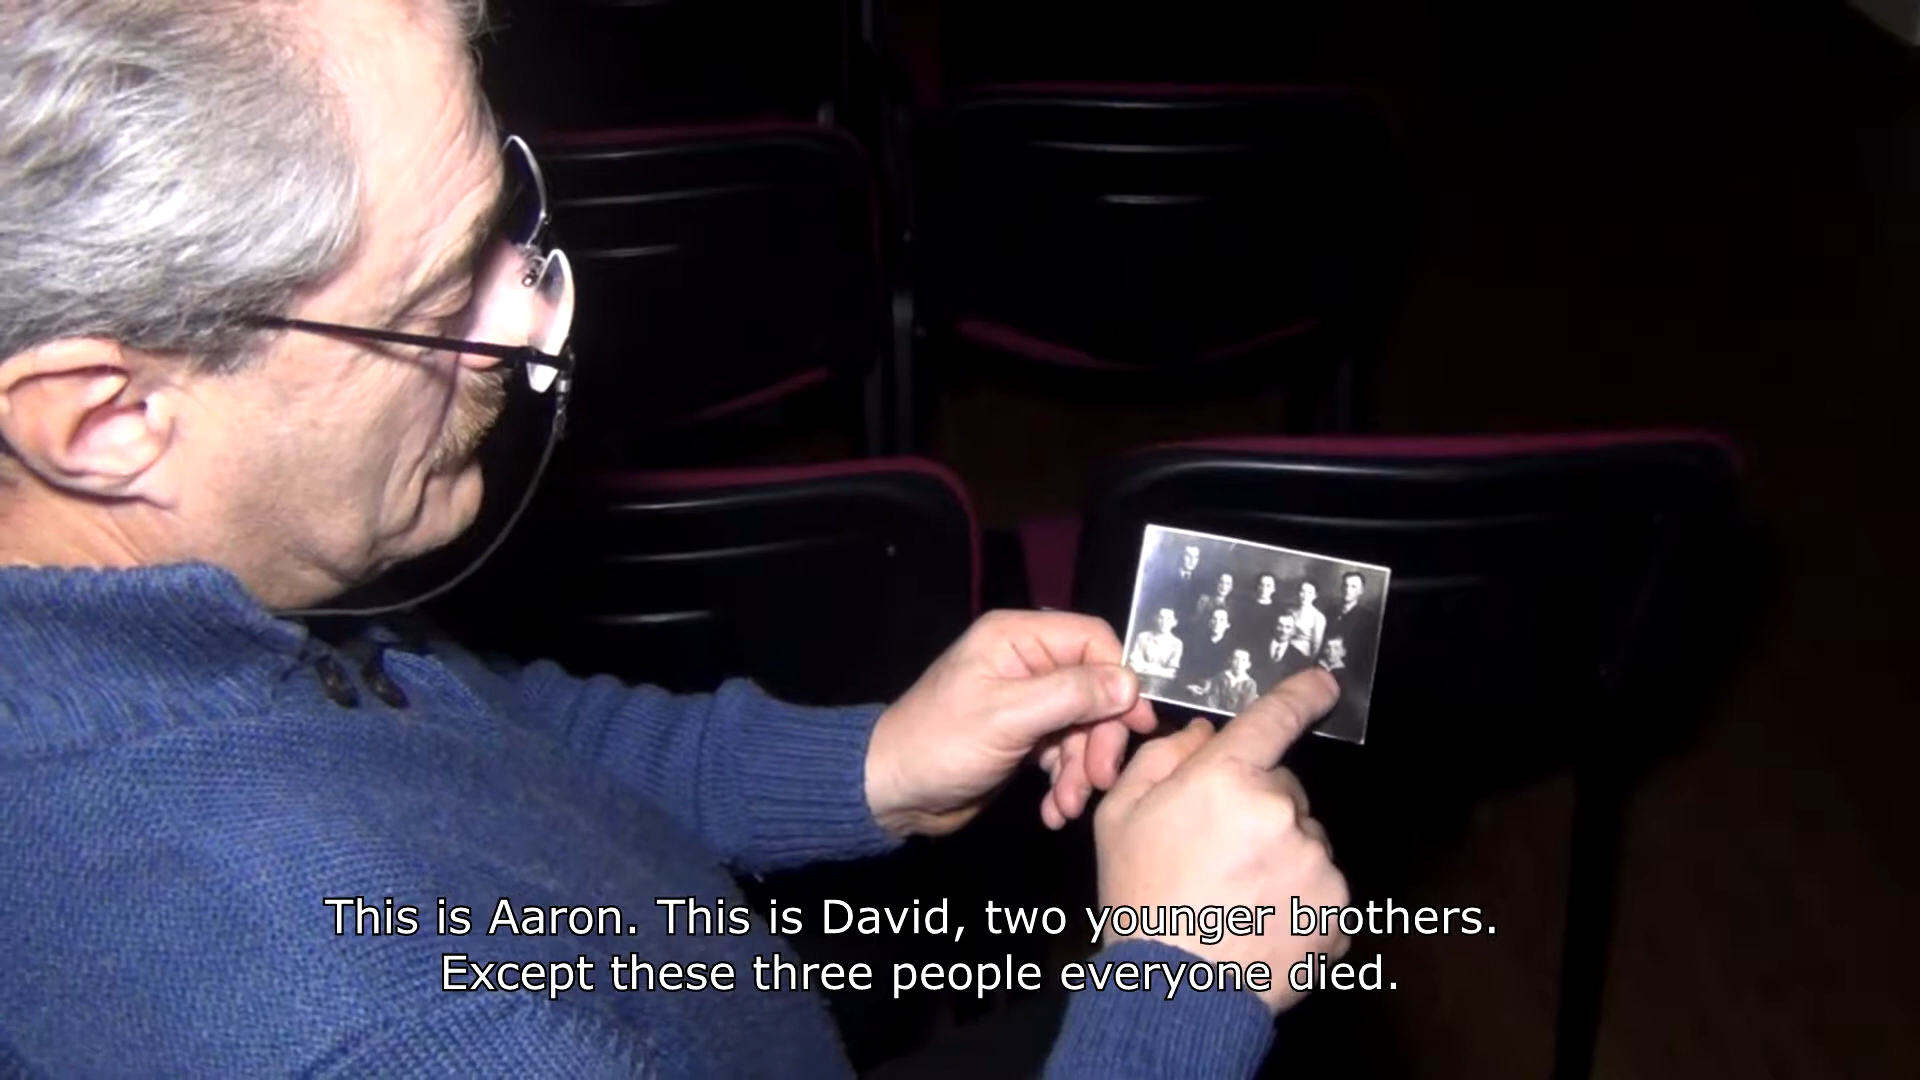 This is Aaron. This is David, two younger brothers.
Except these three people everyone died.